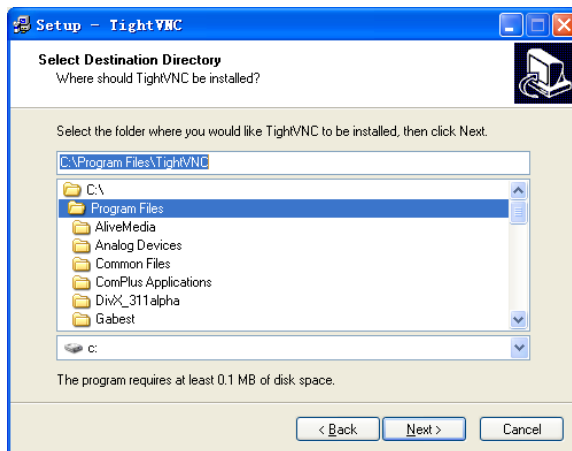 Setup - TightVNC
Select Destination Directory
Where should TightVNC be installed?
Select the folder where you would like TightVNC to be installed, then click Next.
C:\Program Files\TightVNC
C:\
Program Files
AliveMedia
Analog Devices
Common Files
ComPlus Applications
DivX_311alpha
Gabest
c:
The program requires at least 0.1 MB of disk space.
< Back Next > Cancel